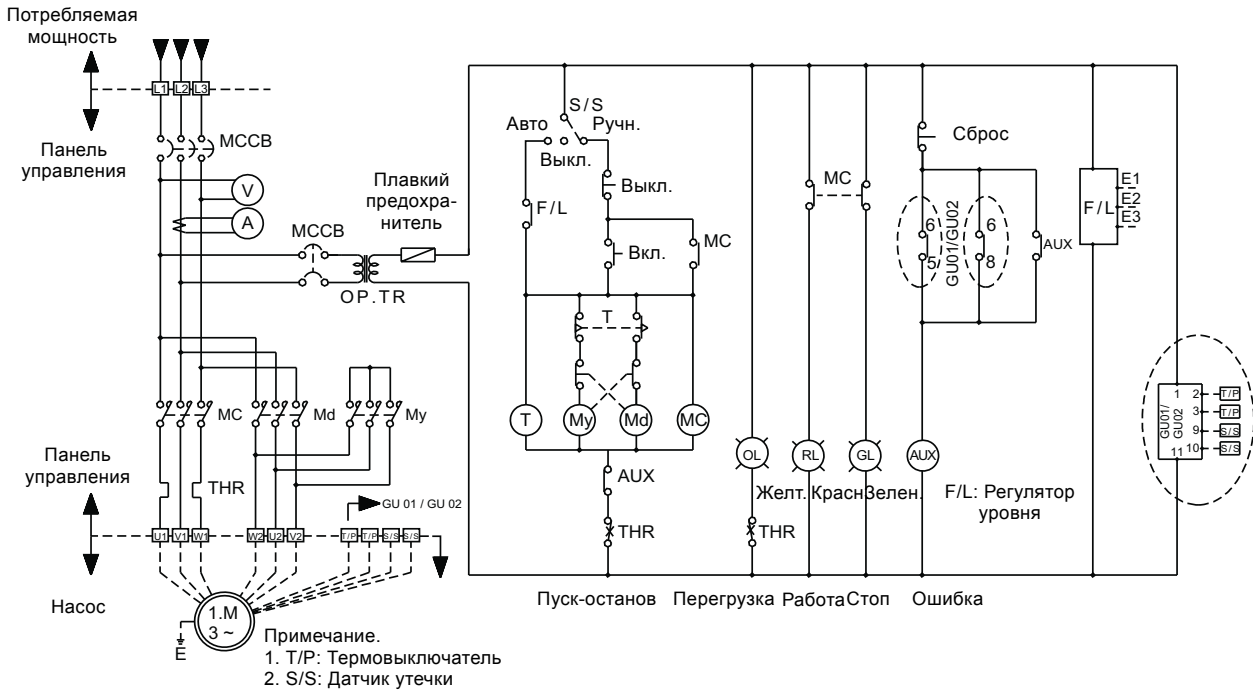 Потребляемая
мощность
L1 L2 L3
Панель
управления
MCCB
V
A
MCCB
OP.TR
Плавкий
предохра-
нитель
S/S
Авто
Ручн.
Выкл.
Выкл.
F/L
Вкл.
MC
T
T
My
Md
MC
AUX
THR
MC
OL
RL
GL
AUX
Желт.
Красн
Зелен.
THR
Сброс
6
5
GU01/GU02
6
8
AUX
F/L
E1
E2
E3
F/L: Регулятор
уровня
GU01/
GU02
1
11
2
3
9
10
T/P
T/P
S/S
S/S
MC
Md
My
Панель
управления
THR
GU 01 / GU 02
U1 V1 W1
W2 U2 V2
T/P T/P S/S S/S
Насос
1.M
3 ~
E
Пуск-останов
Перегрузка
Работа
Стоп
Ошибка
Примечание.
1. T/P: Термовыключатель
2. S/S: Датчик утечки